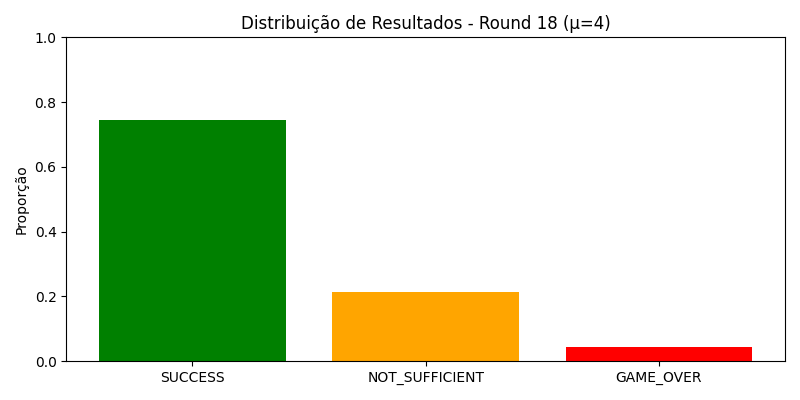 Distribuição de Resultados - Round 18 (μ=4)
Proporção
1.0
0.8
0.6
0.4
0.2
0.0
SUCCESS
NOT_SUFFICIENT
GAME_OVER